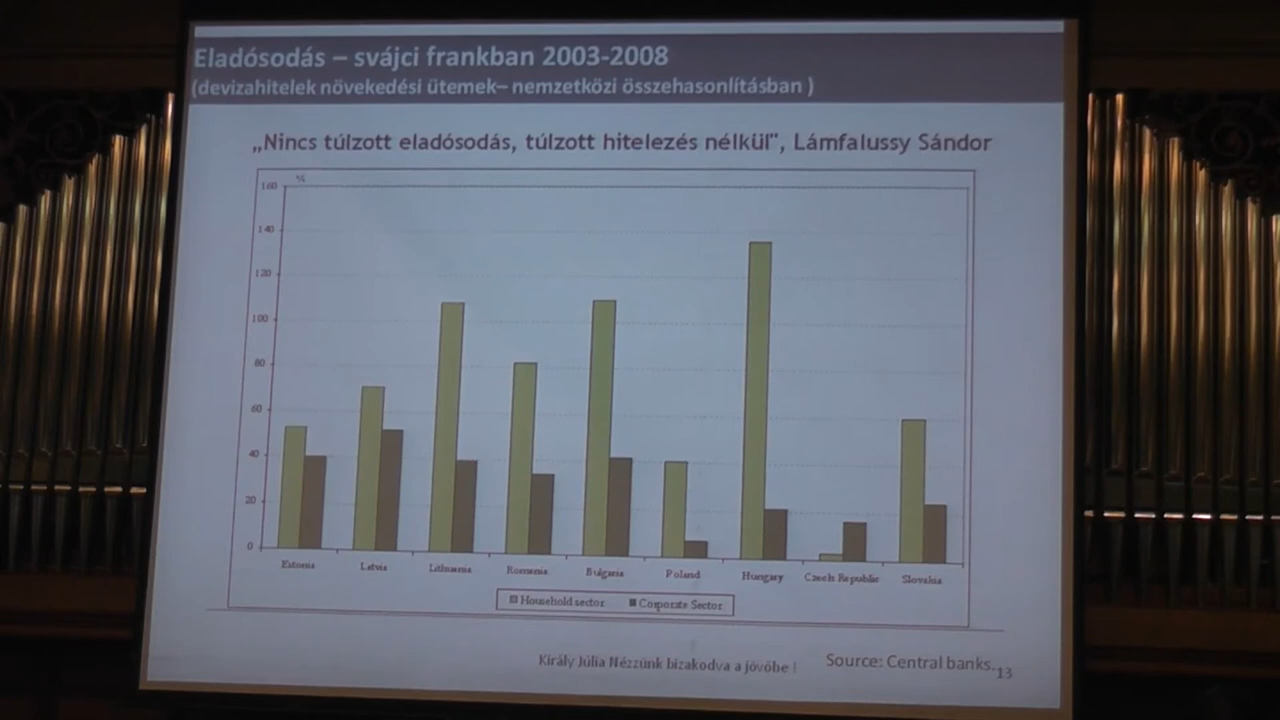 Eladósodás – svájci frankban 2003-2008
(devizahitelek növekedési ütemek– nemzetközi összehasonlításban )
„Nincs túlzott eladósodás, túlzott hitelezés nélkül", Lámfalussy Sándor
%
160
140
120
100
80
60
40
20
0
Estonia Latvia Lithuania Romania Bulgaria Poland Hungary Czech Republic Slovakia
Household sector Corporate Sector
Király Júlia Nézzünk bizakodva a jövőbe !
Source: Central banks.
13